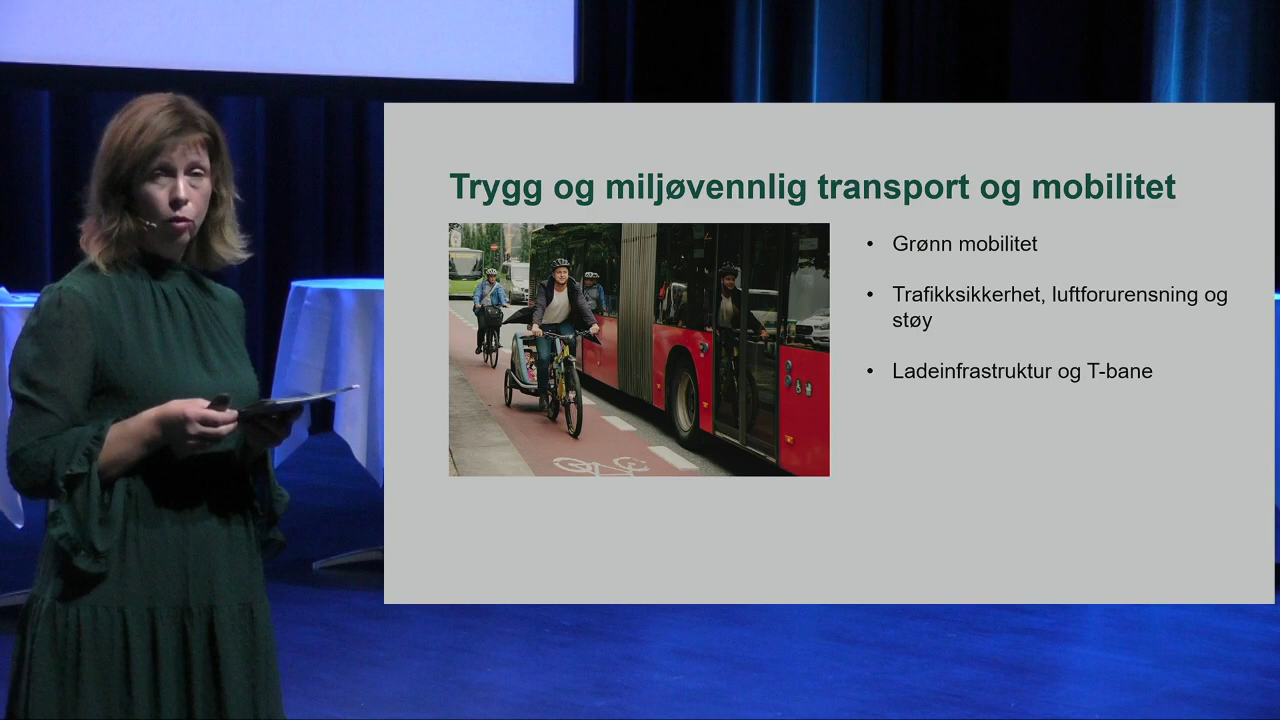 Trygg og miljøvennlig transport og mobilitet
• Grønn mobilitet
• Trafikksikkerhet, luftforurensning og
støy
• Ladeinfrastruktur og T-bane